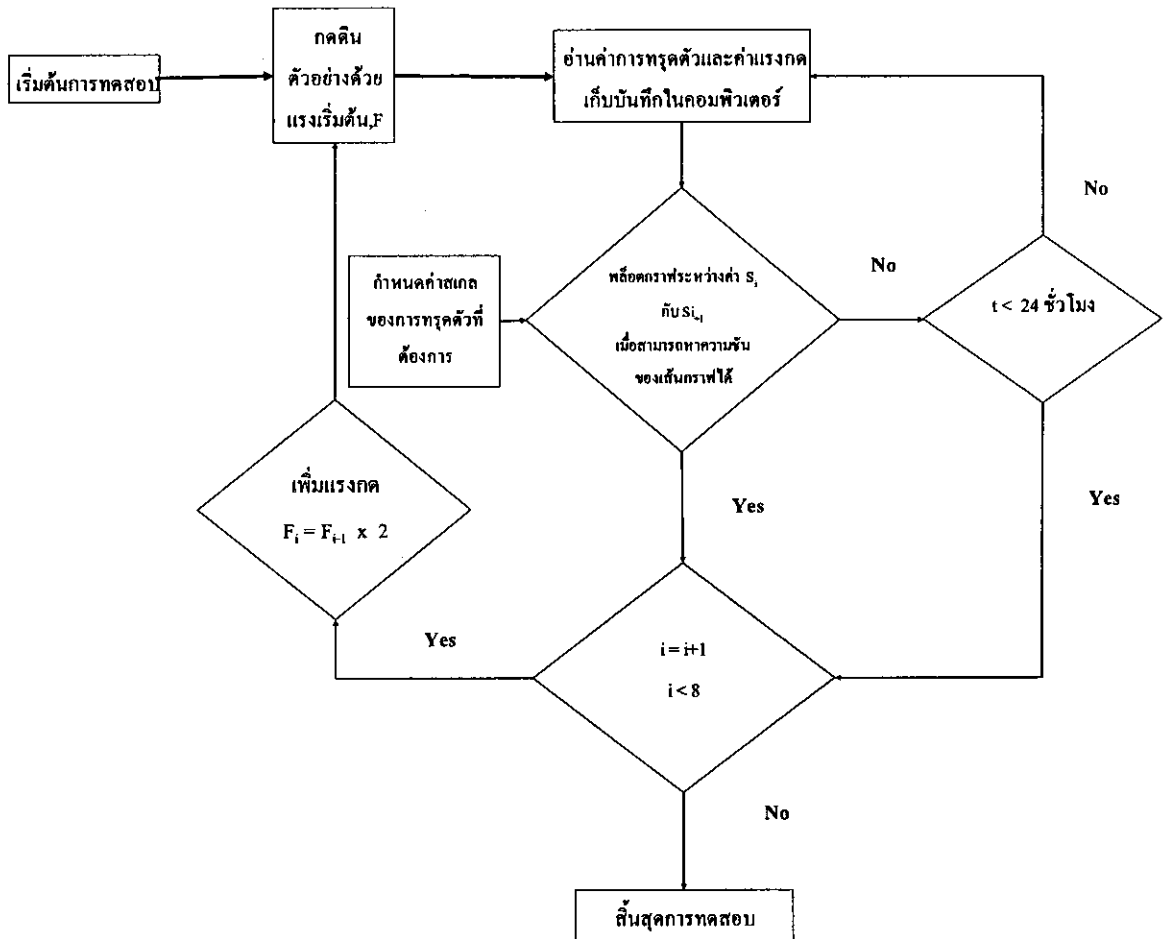 เริ่มต้นการทดสอบ
กดดิน
ตัวอย่างด้วย
แรงเริ่มต้น,F
อ่านค่าการทรุดตัวและค่าแรงกด
เก็บบันทึกในคอมพิวเตอร์
No
กำหนดค่าสเกล
ของการทรุดตัวที่
ต้องการ
พล็อตกราฟระหว่างค่า Si
กับ Si+1
เมื่อสามารถหาความชัน
ของเส้นกราฟได้
No
t < 24 ชั่วโมง
เพิ่มแรงกด
Fi = Fi-1 x 2
Yes
Yes
Yes
i = i+1
i < 8
No
สิ้นสุดการทดสอบ